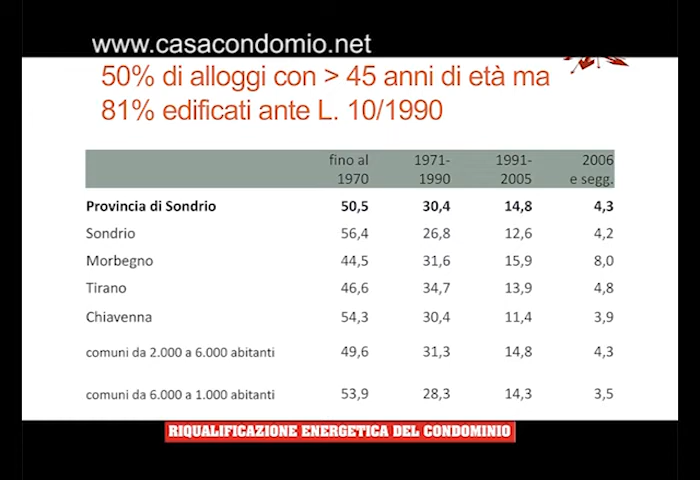 www.casacondomio.net
50% di alloggi con > 45 anni di età ma
81% edificati ante L. 10/1990
fino al 1970 1971-1990 1991-2005 2006 e segg.
Provincia di Sondrio 50,5 30,4 14,8 4,3
Sondrio 56,4 26,8 12,6 4,2
Morbegno 44,5 31,6 15,9 8,0
Tirano 46,6 34,7 13,9 4,8
Chiavenna 54,3 30,4 11,4 3,9
comuni da 2.000 a 6.000 abitanti 49,6 31,3 14,8 4,3
comuni da 6.000 a 1.000 abitanti 53,9 28,3 14,3 3,5
RIQUALIFICAZIONE ENERGETICA DEL CONDOMINIO